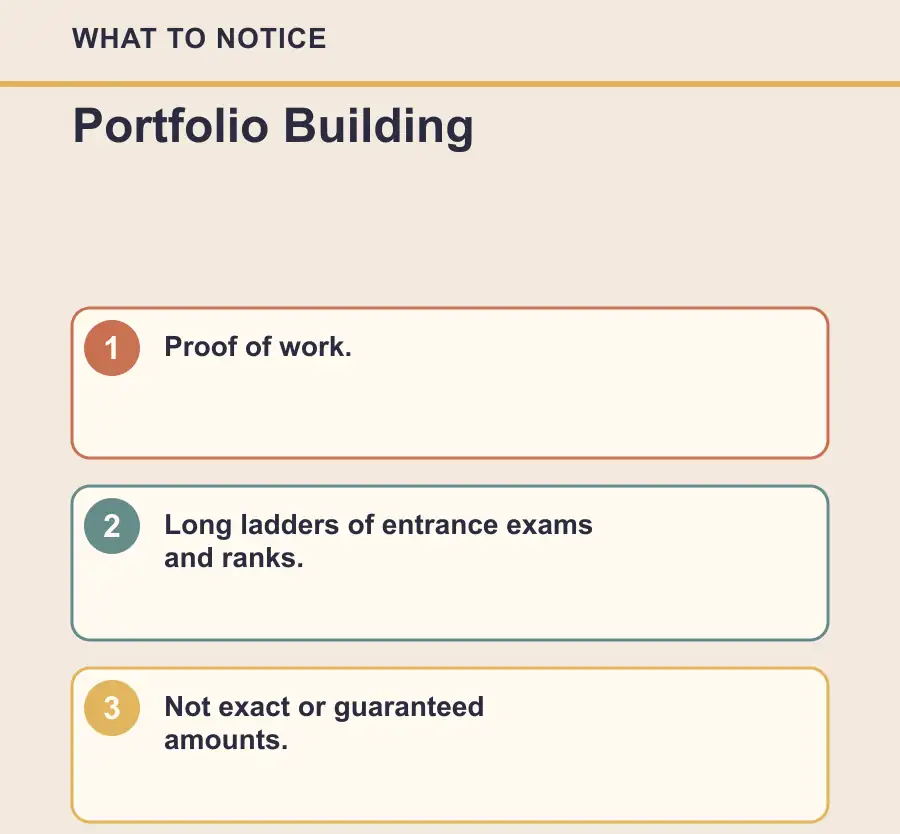 WHAT TO NOTICE
Portfolio Building
1
Proof of work.
2
Long ladders of entrance exams
and ranks.
3
Not exact or guaranteed
amounts.